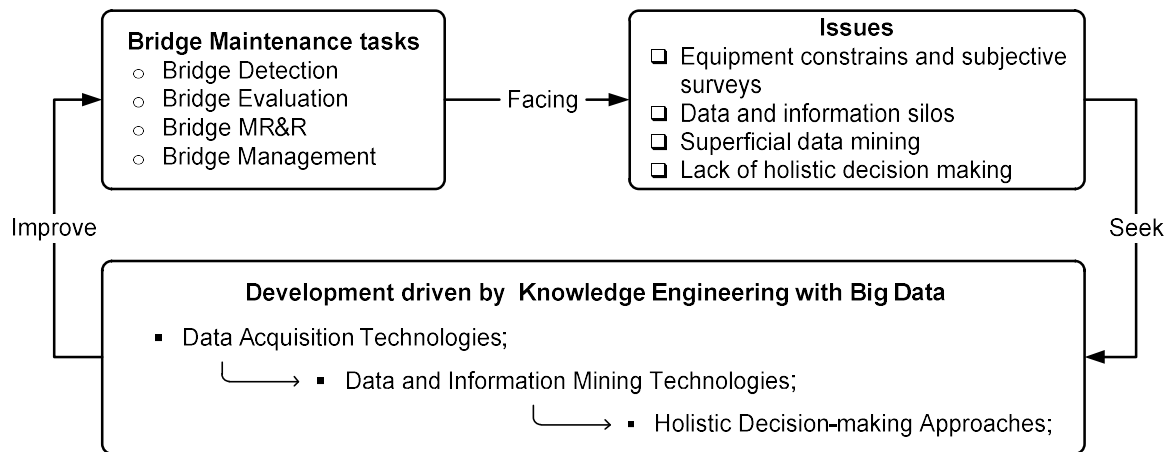 Bridge Maintenance tasks
Bridge Detection
Bridge Evaluation
Bridge MR&R
Bridge Management
Facing
Issues
Equipment constrains and subjective
surveys
Data and information silos
Superficial data mining
Lack of holistic decision making
Improve
Seek
Development driven by Knowledge Engineering with Big Data
Data Acquisition Technologies;
Data and Information Mining Technologies;
Holistic Decision-making Approaches;